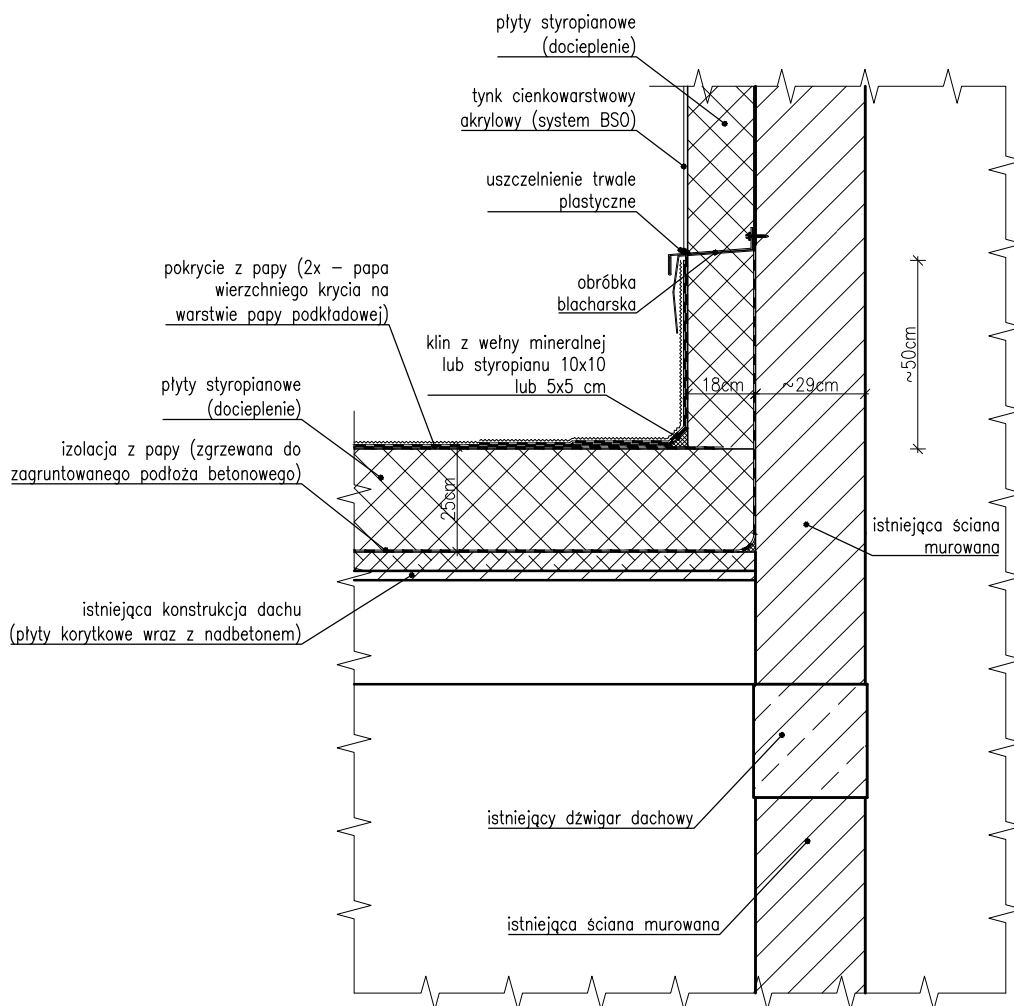 płyty styropianowe
(docieplenie)
tynk cienkowarstwowy
akrylowy (system BSO)
uszczelnienie trwale
plastyczne
pokrycie z papy (2x – papa
wierzchniego krycia na
warstwie papy podkładowej)
obróbka
blacharska
klin z wełny mineralnej
lub styropianu 10x10
lub 5x5 cm
~50cm
18cm
~29cm
płyty styropianowe
(docieplenie)
izolacja z papy (zgrzewana do
zagruntowanego podłoża betonowego)
25cm
istniejąca ściana
murowana
istniejąca konstrukcja dachu
(płyty korytkowe wraz z nadbetonem)
istniejący dźwigar dachowy
istniejąca ściana murowana